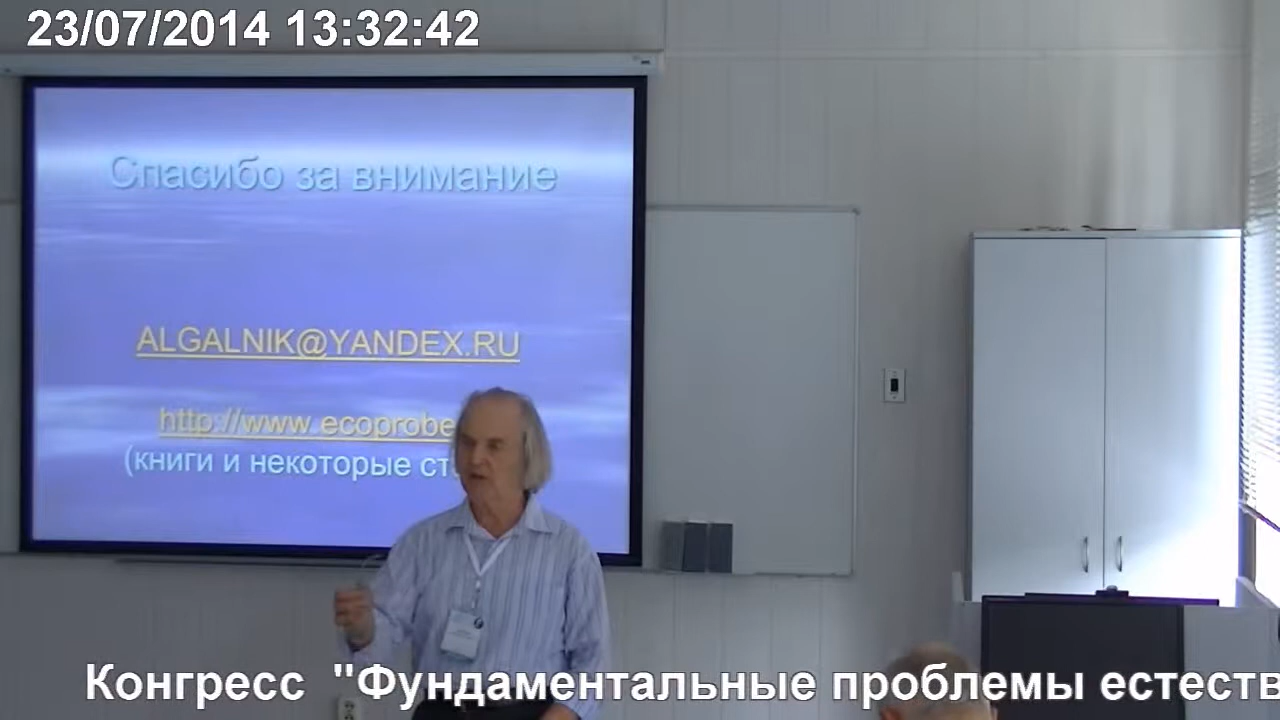 23/07/2014 13:32:42
Спасибо за внимание
ALGALNIK@YANDEX.RU
http://www.ecoprobe
(книги и некоторые
Конгресс "Фундаментальные проблемы естеств